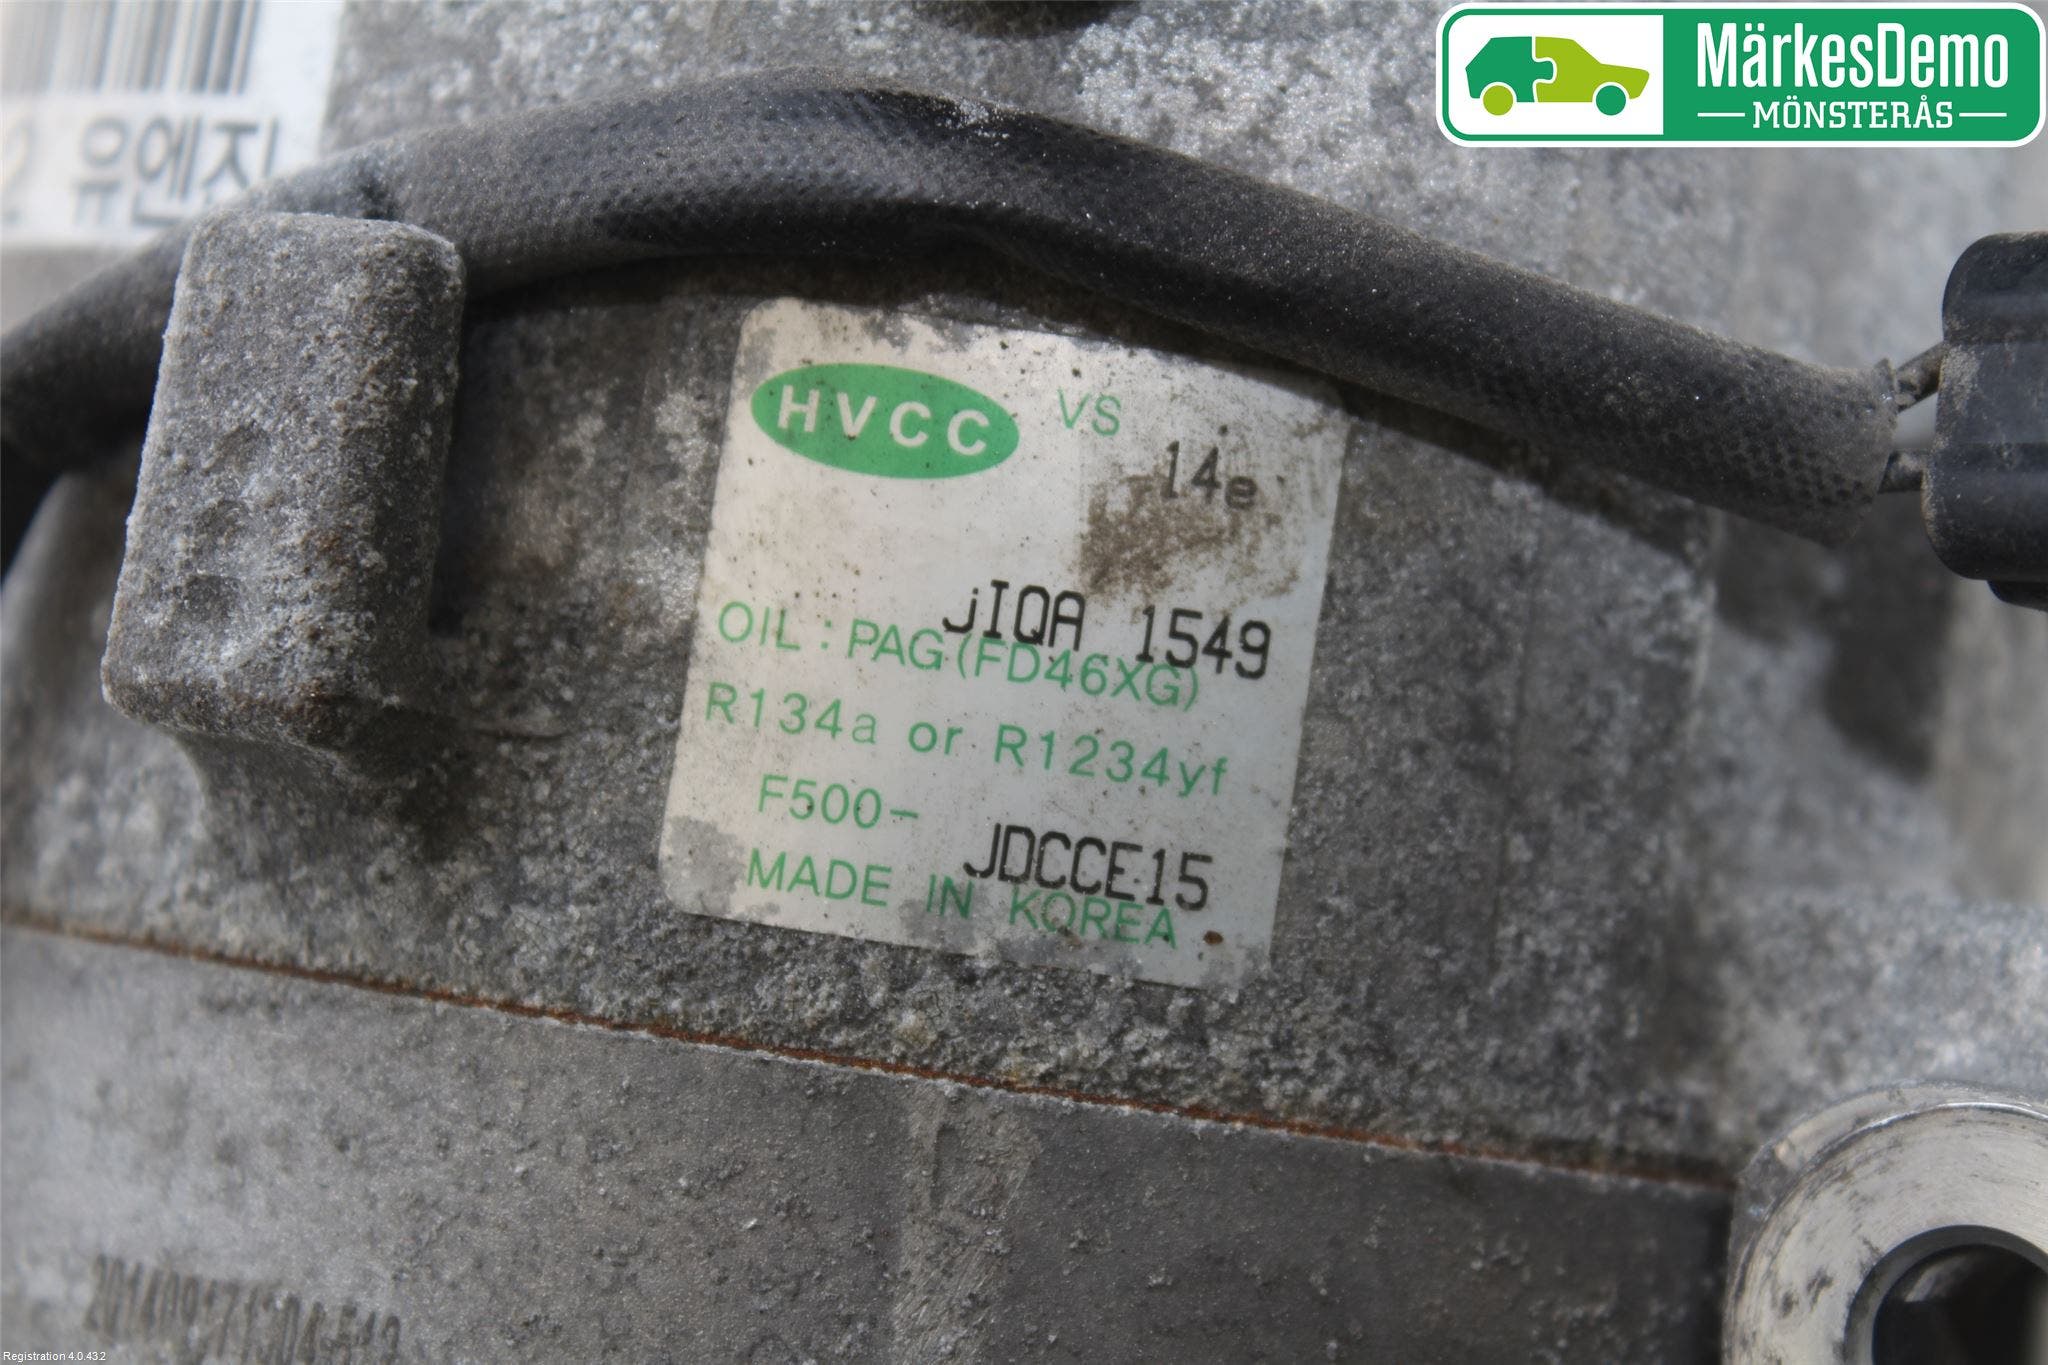 MärkesDemo
MÖNSTERÅS
2 유엔지
HVCC VS
14e
jIQA 1549
OIL : PAG (FD46XG)
R134a or R1234yf
F500- JDCCE15
MADE IN KOREA
Registration 4.0.432